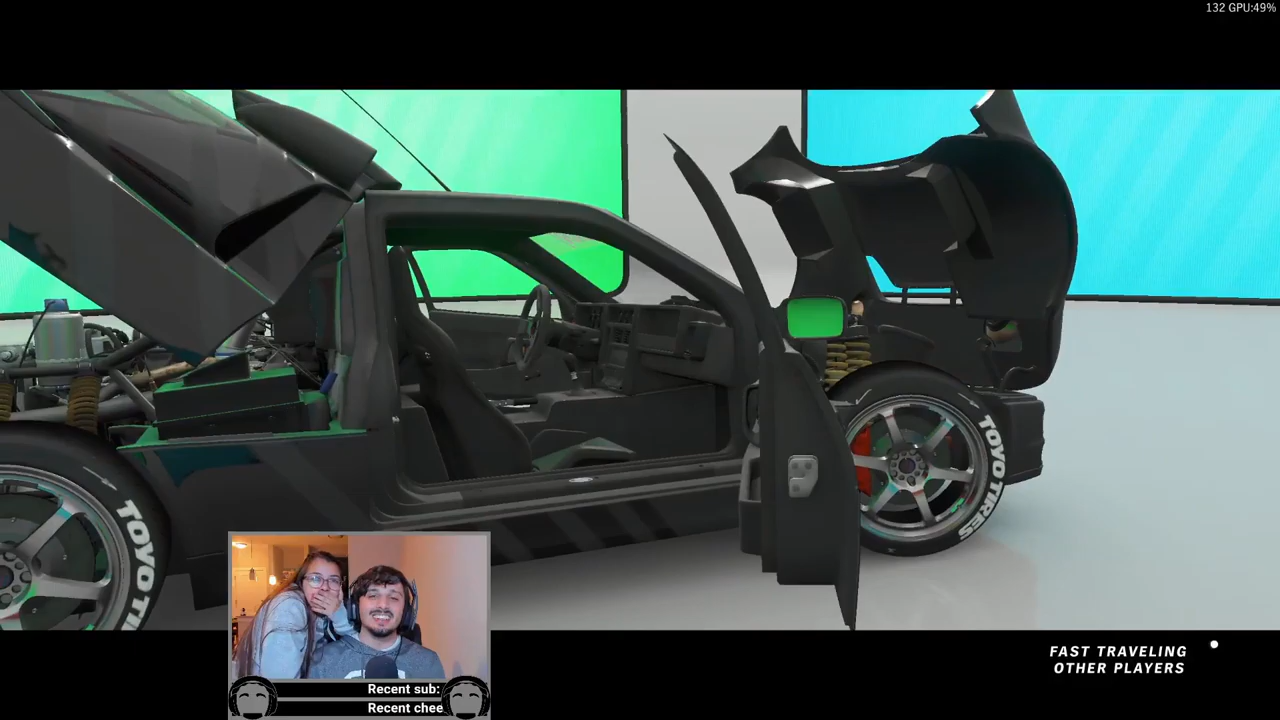 132 GPU:49%
TOYO TIRES
TOYO TIRES
FAST TRAVELING
OTHER PLAYERS
Recent sub:
Recent chee